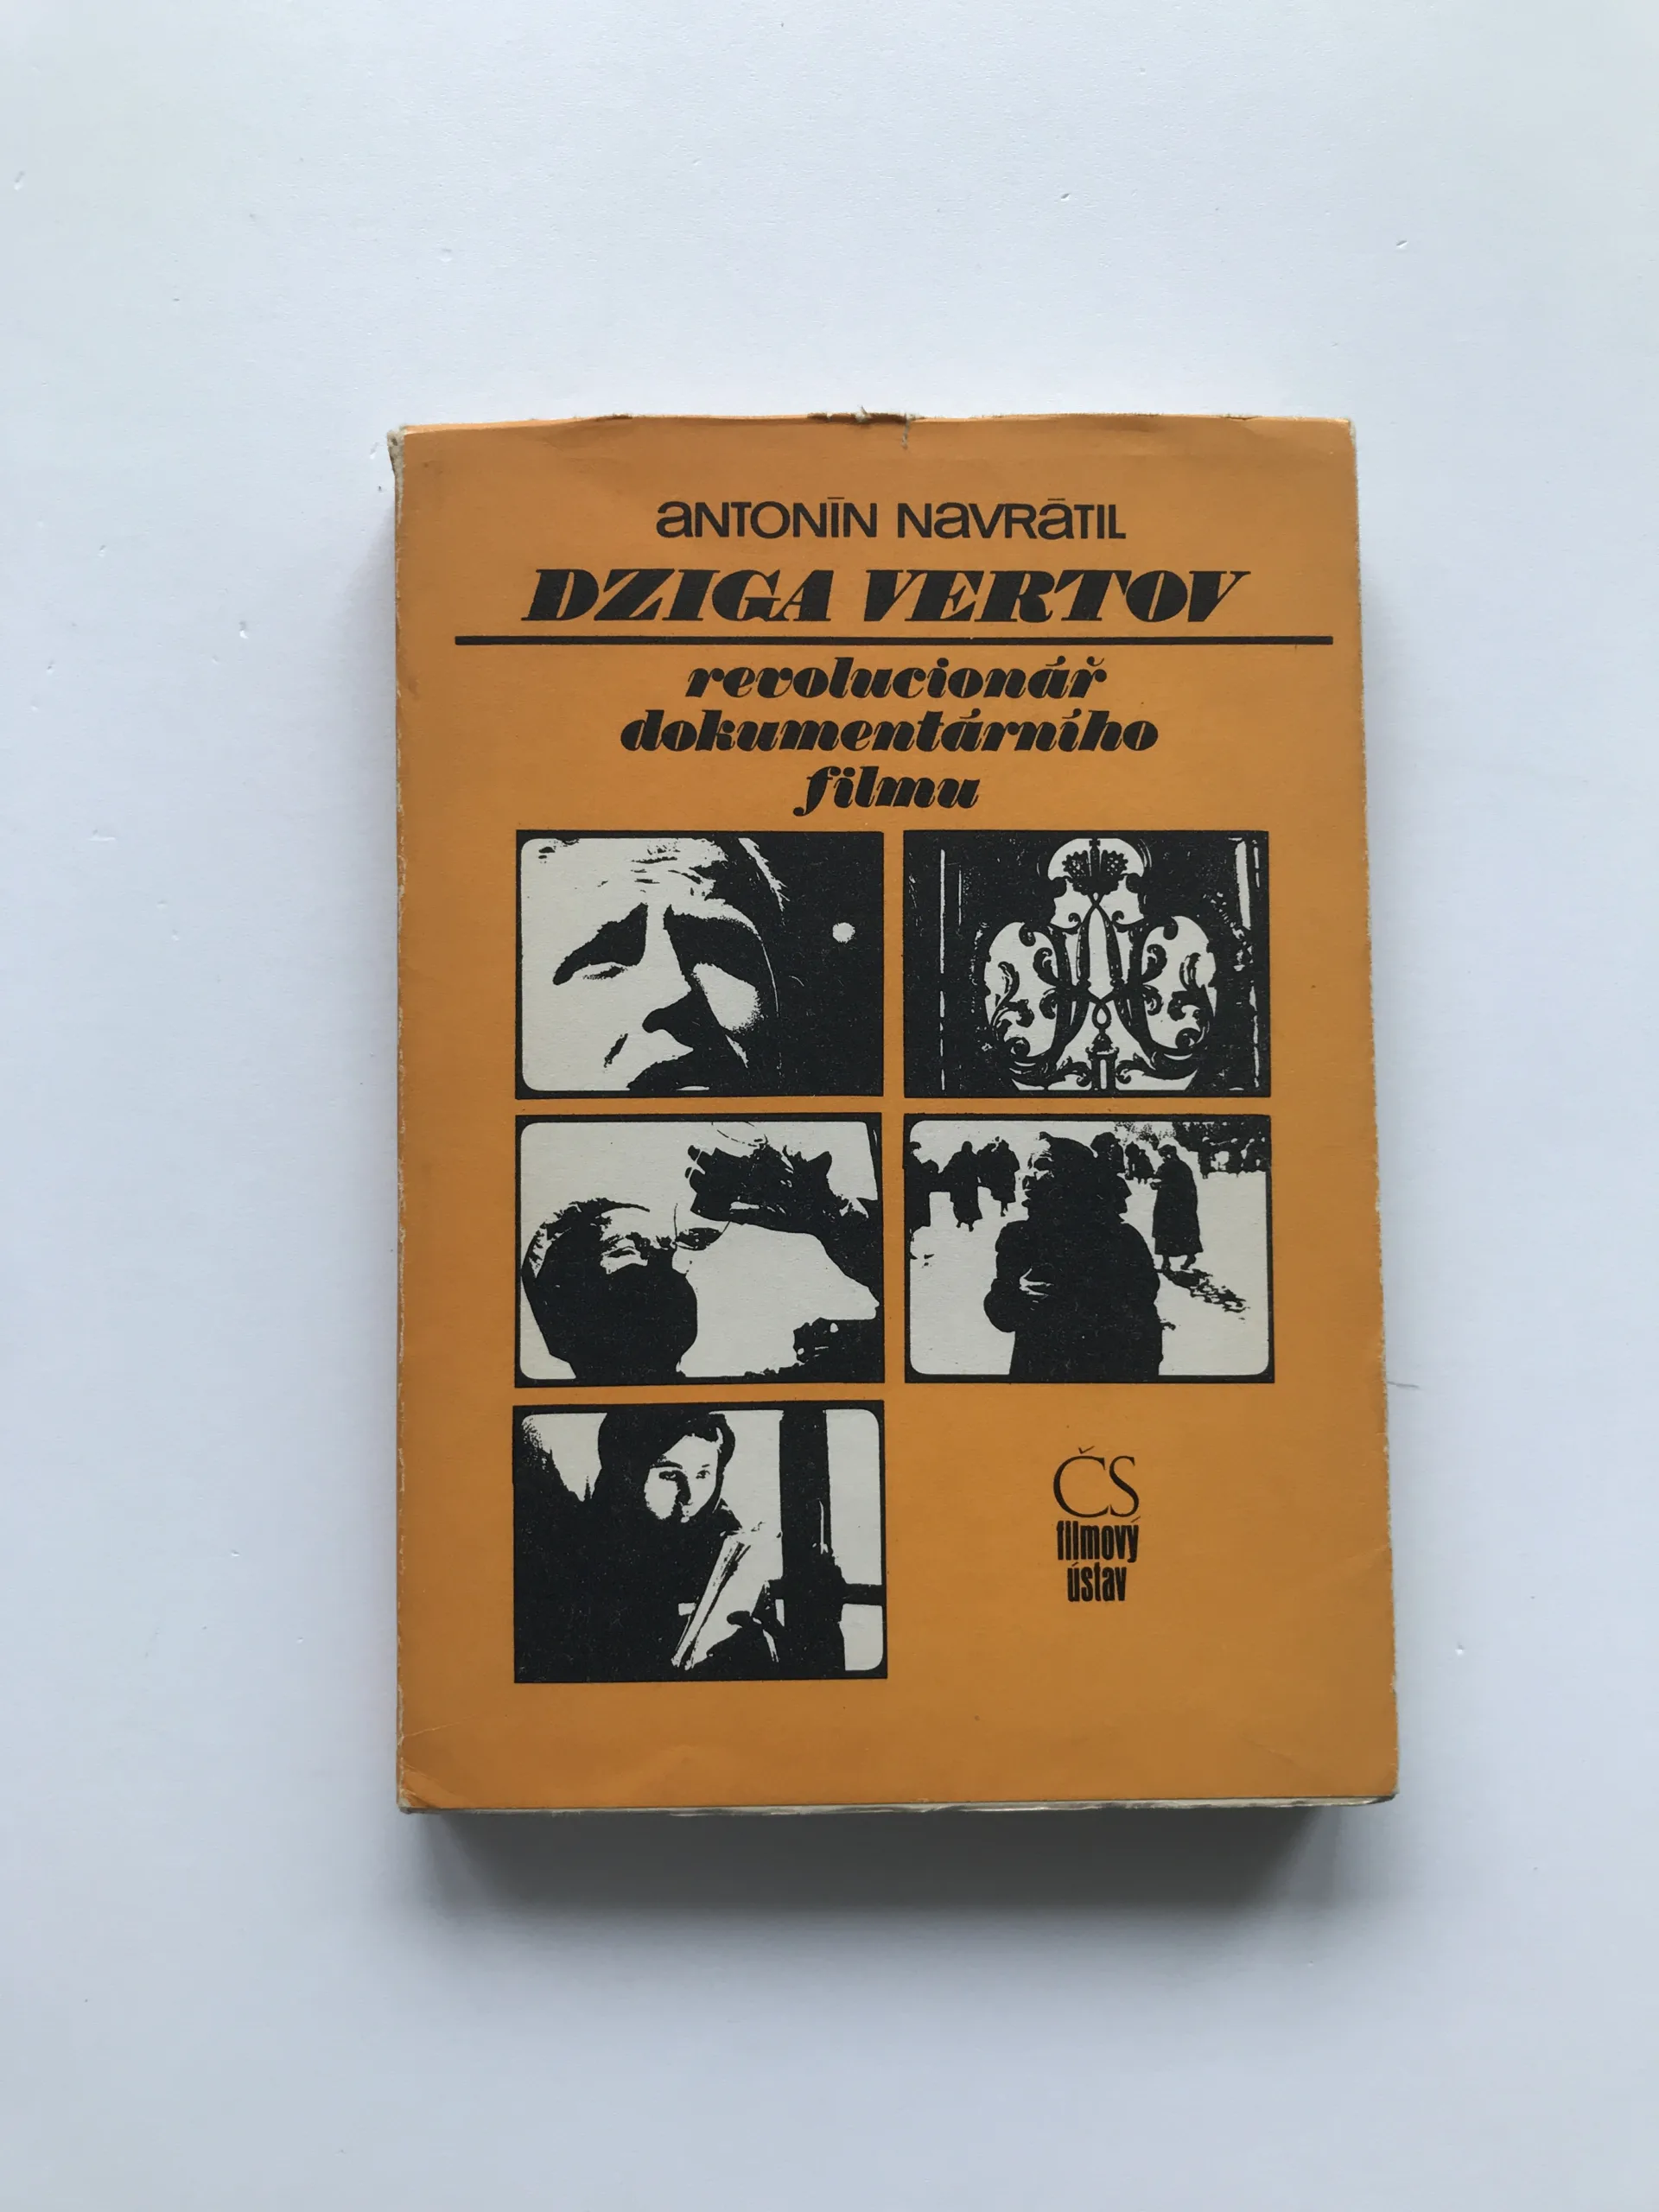 ANTONÍN NAVRÁTIL
DZIGA VERTOV
revolucionář
dokumentárního
filmu
ČS
filmový
ústav